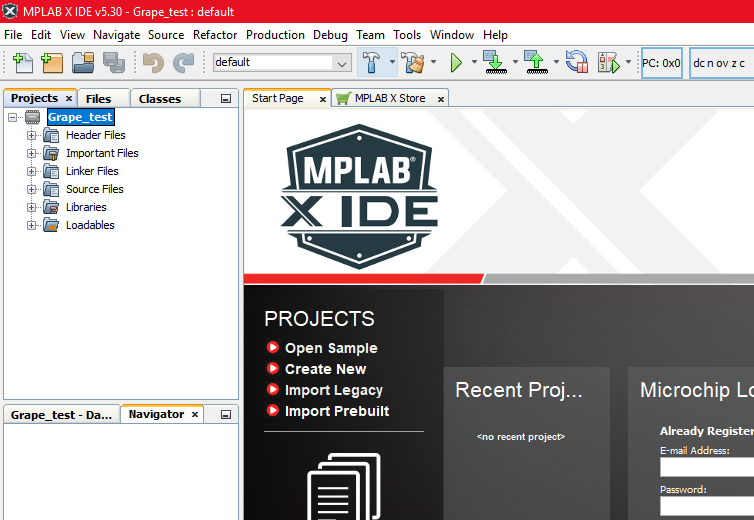 MPLAB X IDE v5.30 - Grape_test : default
File Edit View Navigate Source Refactor Production Debug Team Tools Window Help
default
PC: 0x0
dc n ov z c
Projects
Files
Classes
Start Page
MPLAB X Store
Grape_test
Header Files
Important Files
Linker Files
Source Files
Libraries
Loadables
MPLAB®
X IDE
PROJECTS
Open Sample
Create New
Import Legacy
Import Prebuilt
Recent Proj...
<no recent project>
Microchip Lo
Already Register
E-mail Address:
Password:
Grape_test - Da...
Navigator